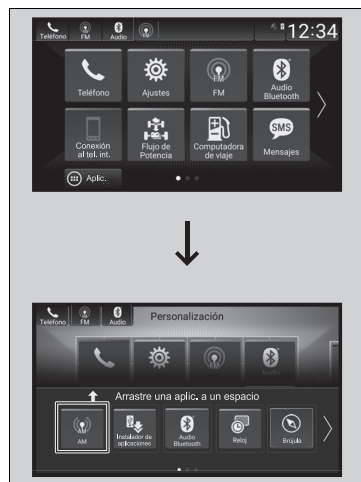 Teléfono FM Audio 12:34
Teléfono
Ajustes
FM
FM
Audio
Bluetooth
Conexión
al tel. int.
Flujo de
Potencia
Computadora
de viaje
SMS
Mensajes
Aplic.
Teléfono FM Audio
Personalización
Arrastre una aplic. a un espacio
AM
AM
Instalador de
aplicaciones
Audio
Bluetooth
Reloj
Brújula